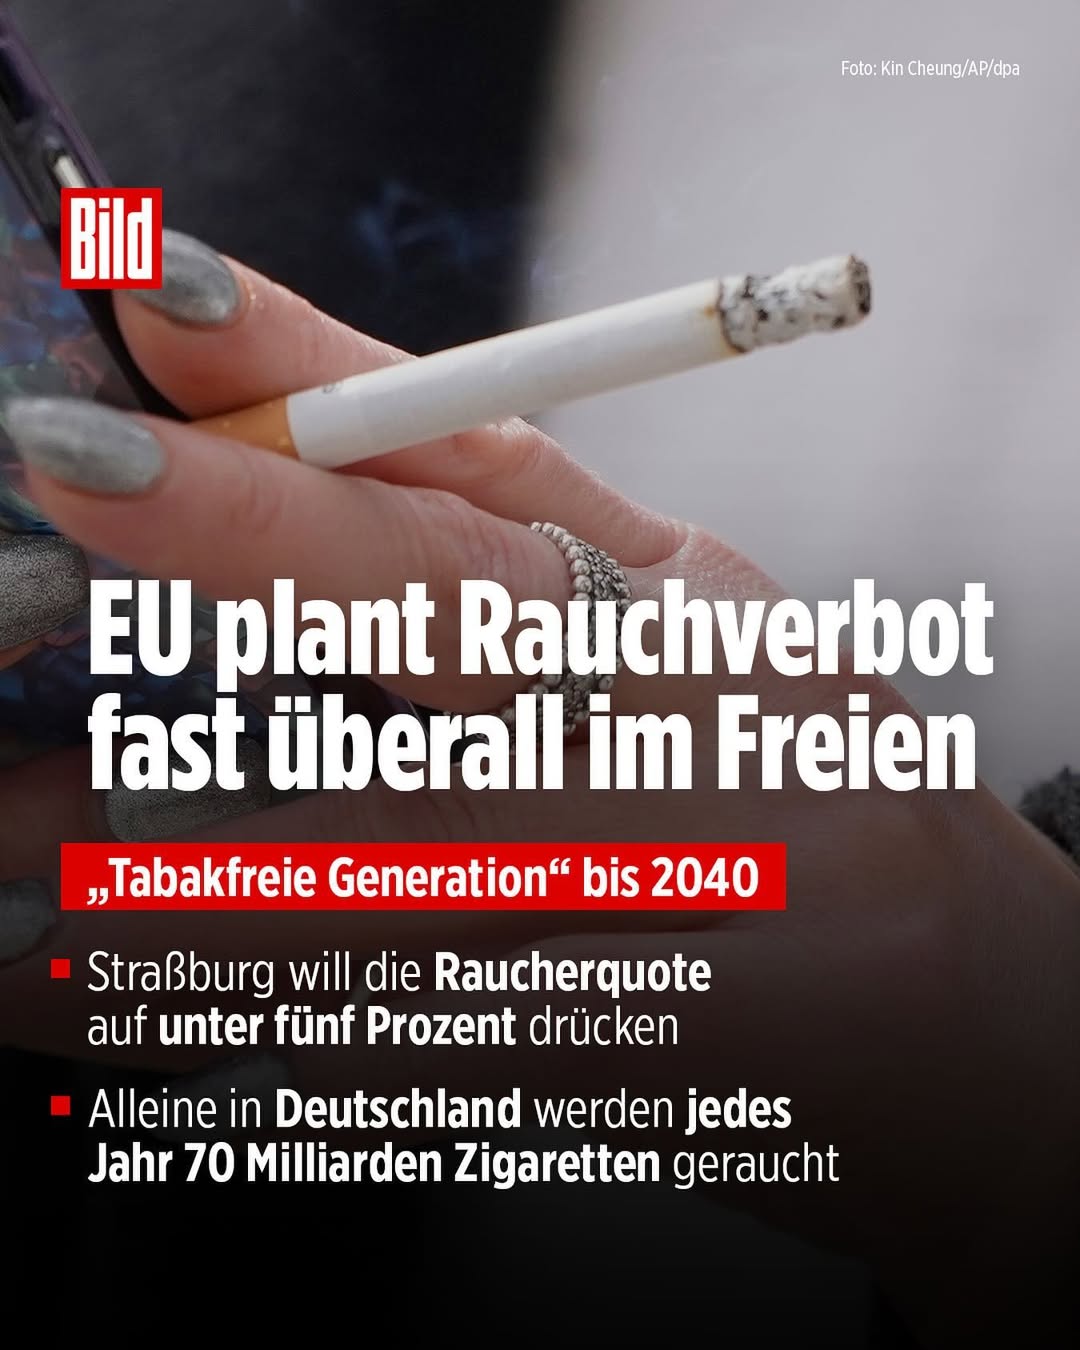 Foto: Kin Cheung/AP/dpa
Bild
EU plant Rauchverbot
fast überall im Freien
„Tabakfreie Generation“ bis 2040
Straßburg will die Raucherquote
auf unter fünf Prozent drücken
Alleine in Deutschland werden jedes
Jahr 70 Milliarden Zigaretten geraucht